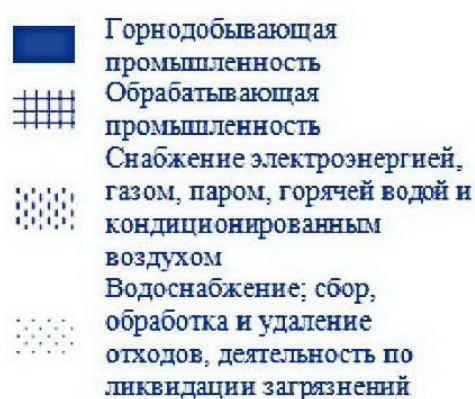 Горнодобывающая
промышленность
Обрабатывающая
промышленность
Снабжение электроэнергией,
газом, паром, горячей водой и
кондиционированным
воздухом
Водоснабжение; сбор,
обработка и удаление
отходов, деятельность по
ликвидации загрязнений